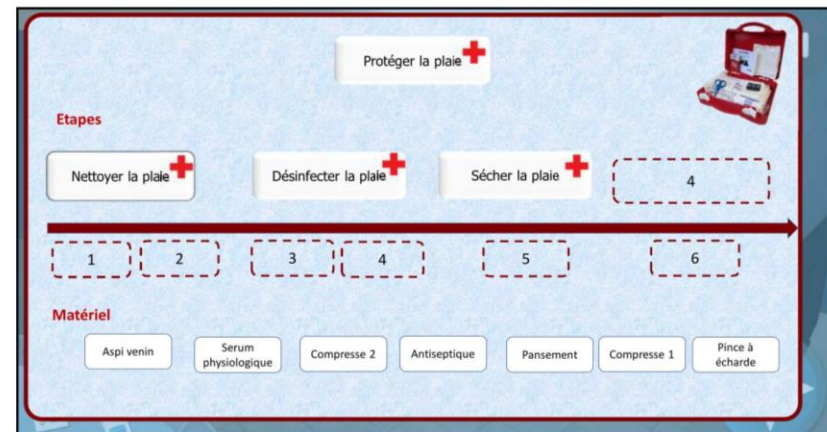 Protéger la plaie
Etapes
Nettoyer la plaie
Désinfecter la plaie
Sécher la plaie
4
1
2
3
4
5
6
Matériel
Aspi venin
Serum
physiologique
Compresse 2
Antiseptique
Pansement
Compresse 1
Pince à
écharde